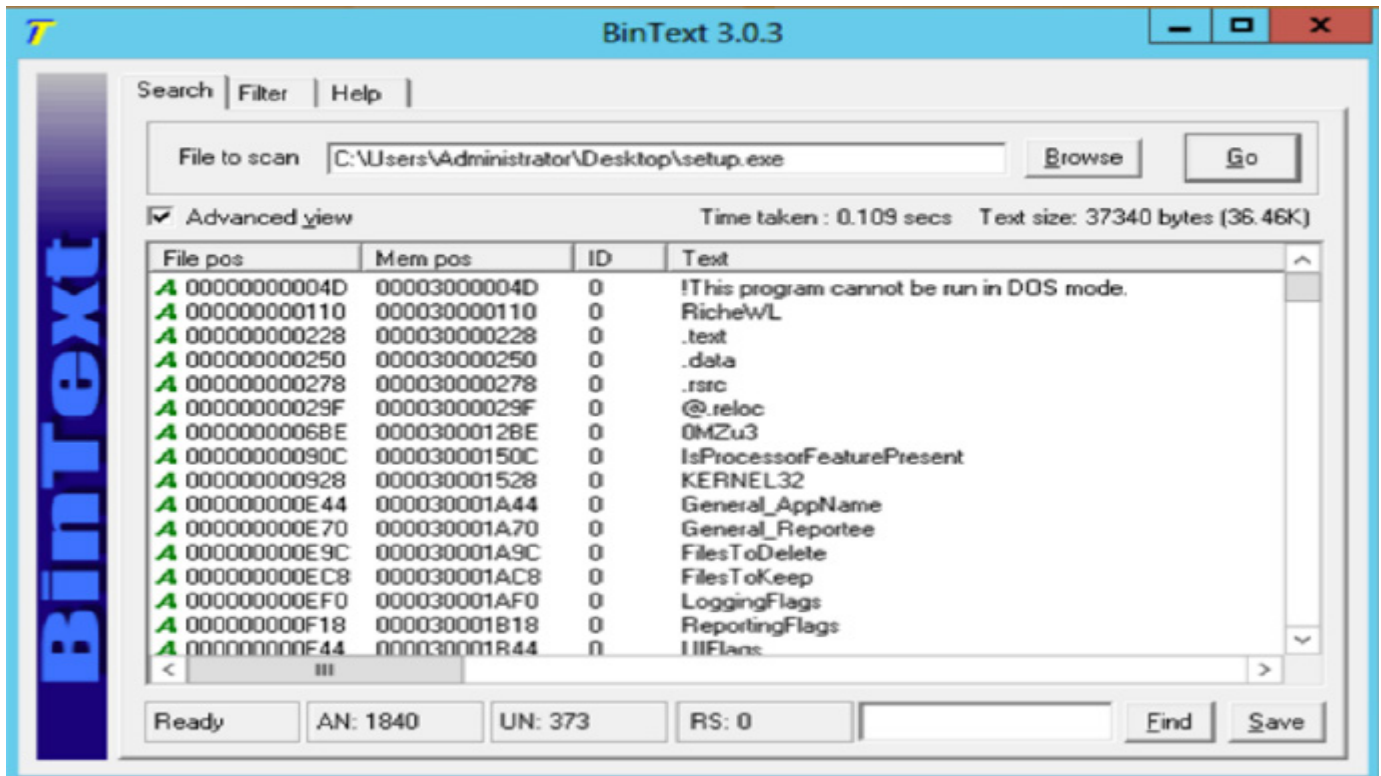 BinText 3.0.3
Search Filter Help
File to scan C:\Users\Administrator\Desktop\setup.exe Browse Go
Advanced view Time taken : 0.109 secs Text size: 37340 bytes (36.46K)
File pos Mem pos ID Text
A 00000000004D 00003000004D 0 !This program cannot be run in DOS mode.
A 000000000110 000030000110 0 RicheWL
A 000000000228 000030000228 0 .text
A 000000000250 000030000250 0 .data
A 000000000278 000030000278 0 .rsrc
A 00000000029F 00003000029F 0 @.reloc
A 0000000006BE 0000300012BE 0 0MZu3
A 00000000090C 00003000150C 0 IsProcessorFeaturePresent
A 000000000928 000030001528 0 KERNEL32
A 000000000E44 000030001A44 0 General_AppName
A 000000000E70 000030001A70 0 General_Reportee
A 000000000E9C 000030001A9C 0 FilesToDelete
A 000000000EC8 000030001AC8 0 FilesToKeep
A 000000000EF0 000030001AF0 0 LoggingFlags
A 000000000F18 000030001B18 0 ReportingFlags
A 000000000F44 000030001B44 0 UIFlags
BinText
Ready AN: 1840 UN: 373 RS: 0 Find Save